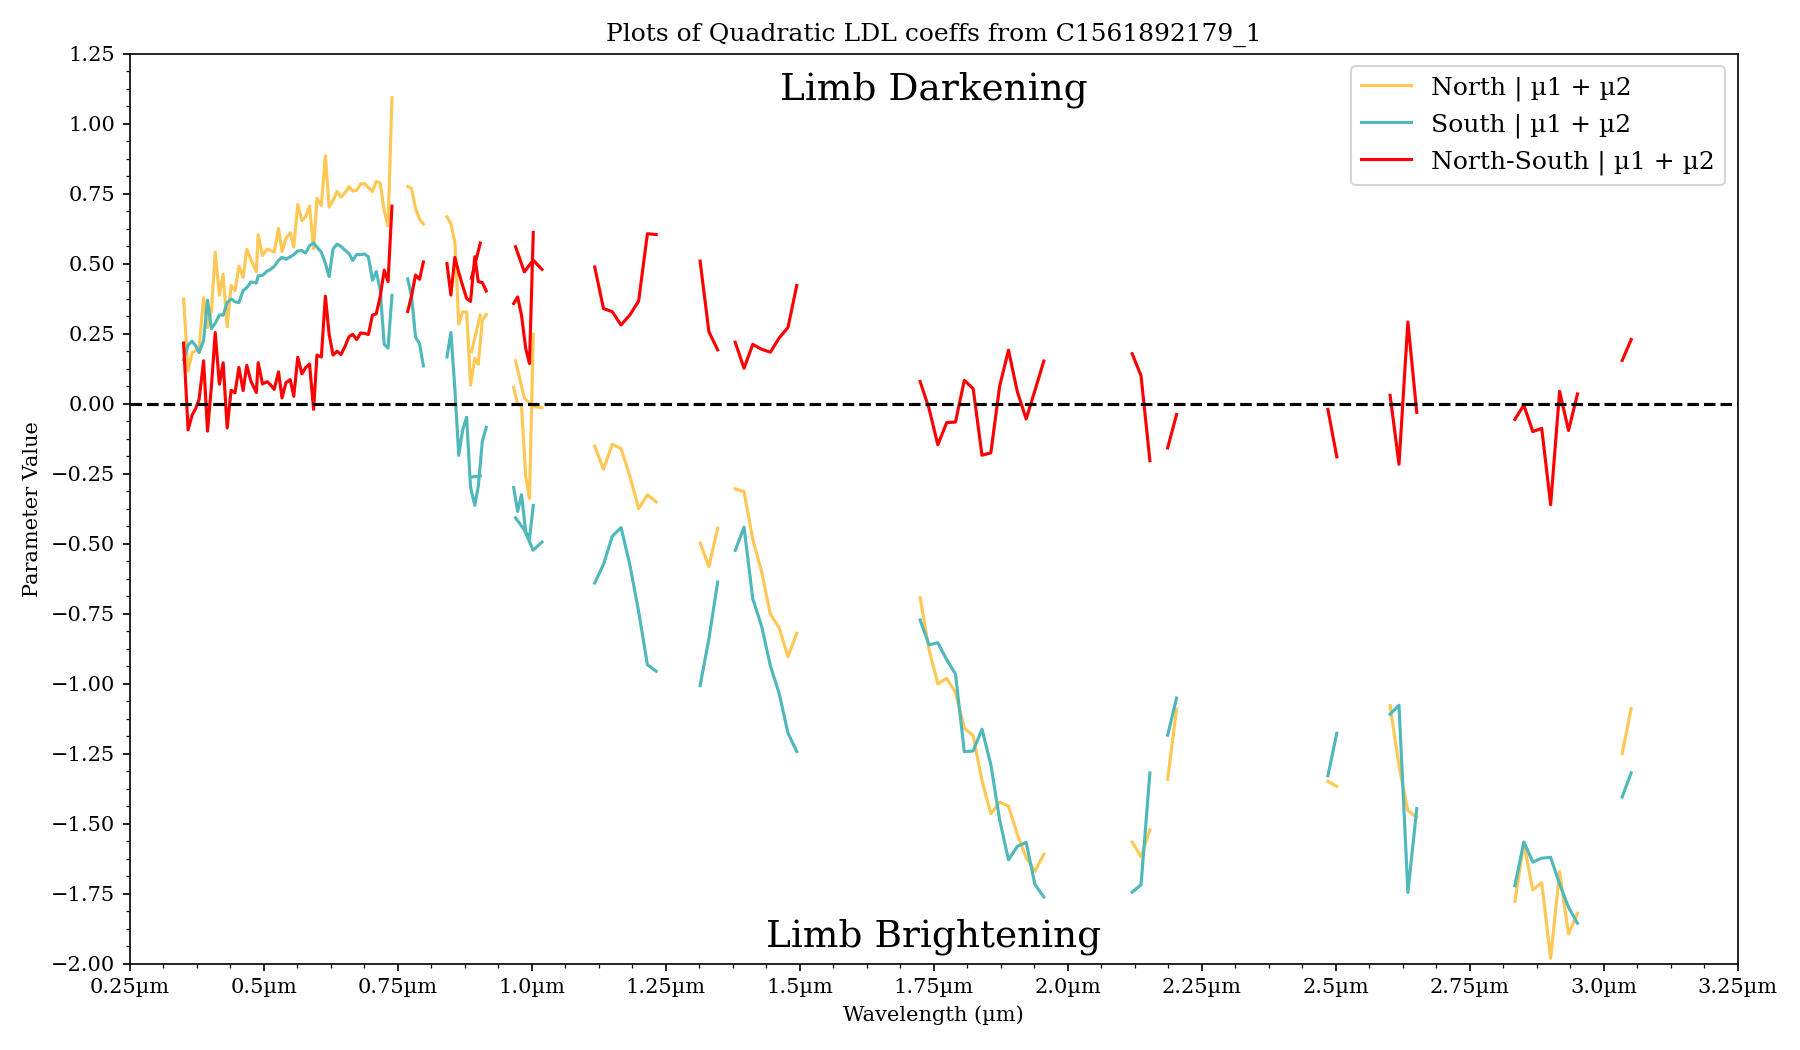 Plots of Quadratic LDL coeffs from C1561892179_1
Limb Darkening
North | µ1 + µ2
South | µ1 + µ2
North-South | µ1 + µ2
1.25
1.00
0.75
0.50
0.25
0.00
−0.25
−0.50
−0.75
−1.00
−1.25
−1.50
−1.75
−2.00
Parameter Value
Limb Brightening
0.25µm 0.5µm 0.75µm 1.0µm 1.25µm 1.5µm 1.75µm 2.0µm 2.25µm 2.5µm 2.75µm 3.0µm 3.25µm
Wavelength (µm)